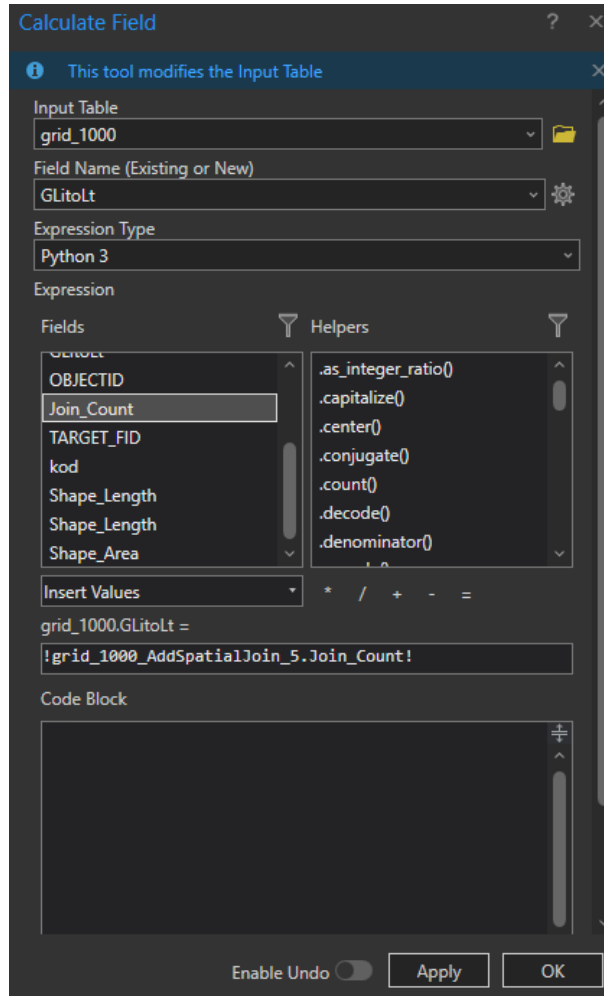 Calculate Field ? ×
This tool modifies the Input Table ×
Input Table
grid_1000
Field Name (Existing or New)
GLitoLt
Expression Type
Python 3
Expression
Fields
Helpers
GLitoLt
OBJECTID
Join_Count
TARGET_FID
kod
Shape_Length
Shape_Length
Shape_Area
.as_integer_ratio()
.capitalize()
.center()
.conjugate()
.count()
.decode()
.denominator()
Insert Values
* / + - =
grid_1000.GLitoLt =
!grid_1000_AddSpatialJoin_5.Join_Count!
Code Block
Enable Undo
Apply
OK